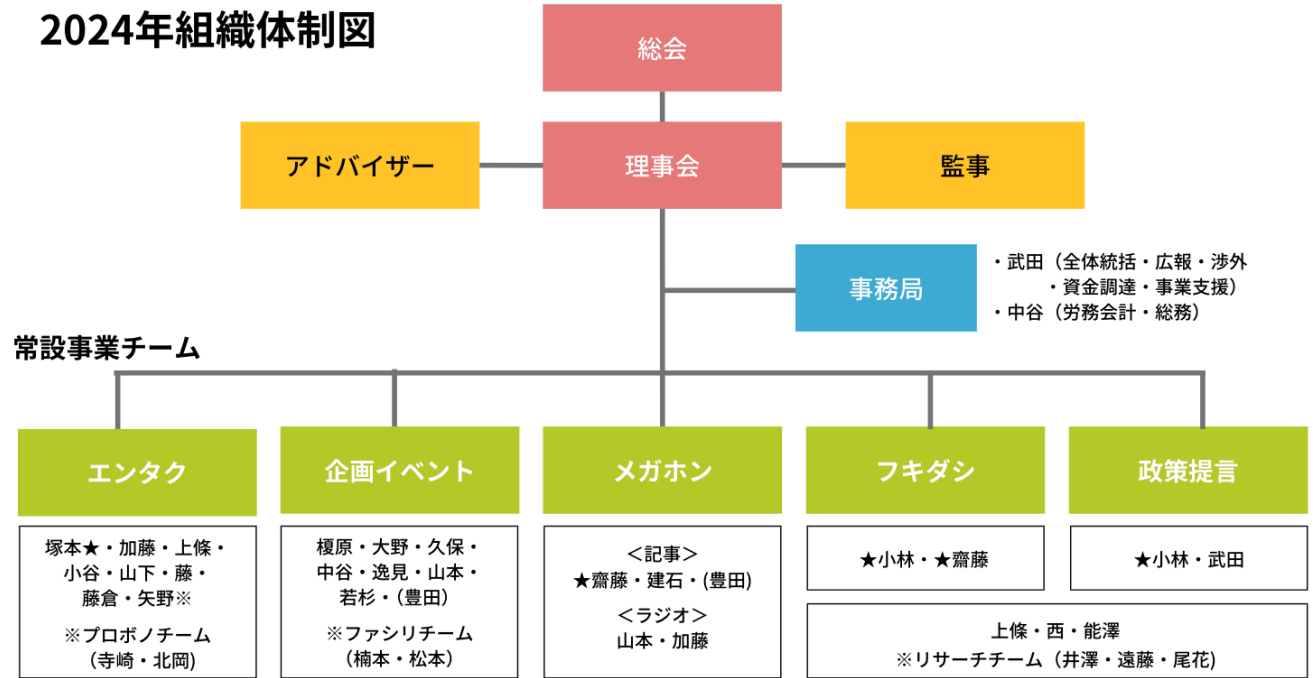 2024年組織体制図
総会
アドバイザー
理事会
監事
事務局
・武田（全体統括・広報・渉外
・資金調達・事業支援）
・中谷（労務会計・総務）
常設事業チーム
エンタク
企画イベント
メガホン
フキダシ
政策提言
塚本★・加藤・上條・
小谷・山下・藤・
藤倉・矢野※
※プロボノチーム
（寺崎・北岡)
榎原・大野・久保・
中谷・逸見・山本・
若杉・（豊田）
※ファシリチーム
（楠本・松本）
＜記事＞
★齋藤・建石・(豊田)
＜ラジオ＞
山本・加藤
★小林・★齋藤
★小林・武田
上條・西・能澤
※リサーチチーム（井澤・遠藤・尾花)